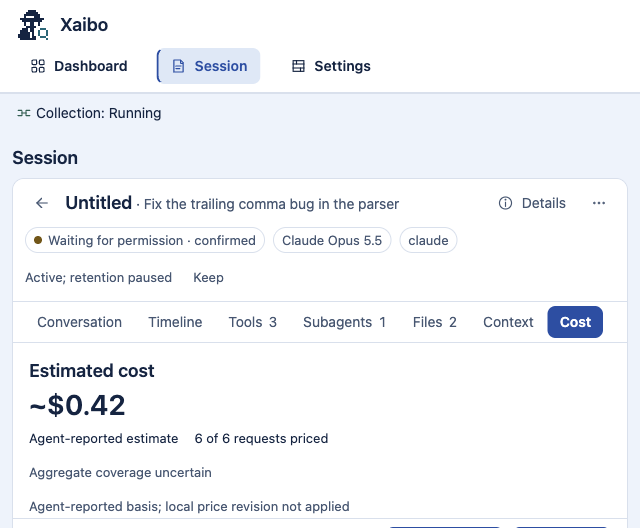 Xaibo
Dashboard Session Settings
Collection: Running
Session
Untitled · Fix the trailing comma bug in the parser Details
Waiting for permission · confirmed Claude Opus 5.5 claude
Active; retention paused Keep
Conversation Timeline Tools 3 Subagents 1 Files 2 Context Cost
Estimated cost
~$0.42
Agent-reported estimate 6 of 6 requests priced
Aggregate coverage uncertain
Agent-reported basis; local price revision not applied